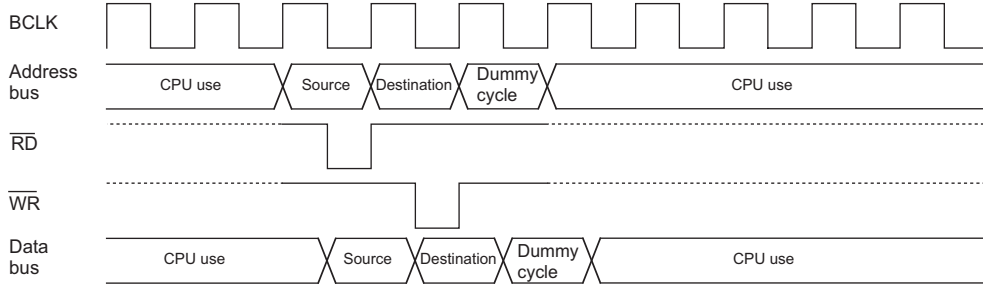 BCLK
Address
bus
CPU use
Source
Destination
Dummy
cycle
CPU use
RD
WR
Data
bus
CPU use
Source
Destination
Dummy
cycle
CPU use